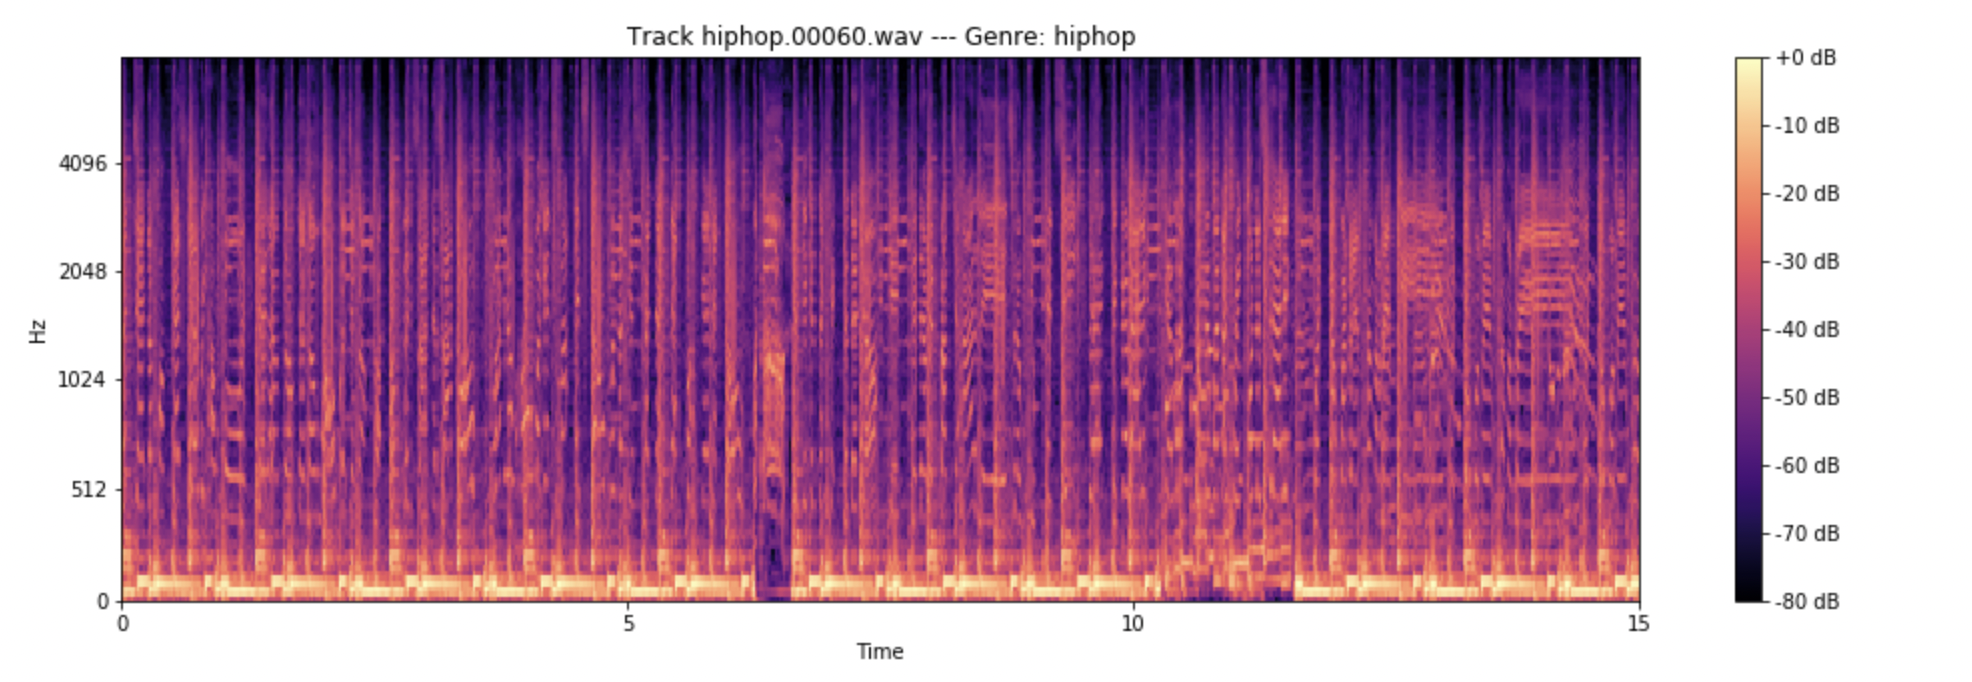 Track hiphop.00060.wav --- Genre: hiphop
+0 dB
-10 dB
4096
-20 dB
2048
-30 dB
Hz
-40 dB
1024
-50 dB
-60 dB
512
-70 dB
0
-80 dB
0 5 10 15
Time